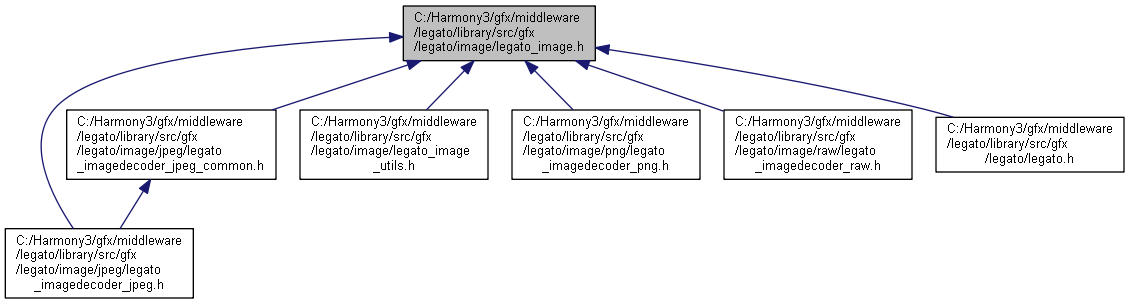 C:/Harmony3/gfx/middleware
/legato/library/src/gfx
/legato/image/legato_image.h
C:/Harmony3/gfx/middleware
/legato/library/src/gfx
/legato/image/jpeg/legato
_imagedecoder_jpeg_common.h
C:/Harmony3/gfx/middleware
/legato/library/src/gfx
/legato/image/legato_image
_utils.h
C:/Harmony3/gfx/middleware
/legato/library/src/gfx
/legato/image/png/legato
_imagedecoder_png.h
C:/Harmony3/gfx/middleware
/legato/library/src/gfx
/legato/image/raw/legato
_imagedecoder_raw.h
C:/Harmony3/gfx/middleware
/legato/library/src/gfx
/legato/legato.h
C:/Harmony3/gfx/middleware
/legato/library/src/gfx
/legato/image/jpeg/legato
_imagedecoder_jpeg.h